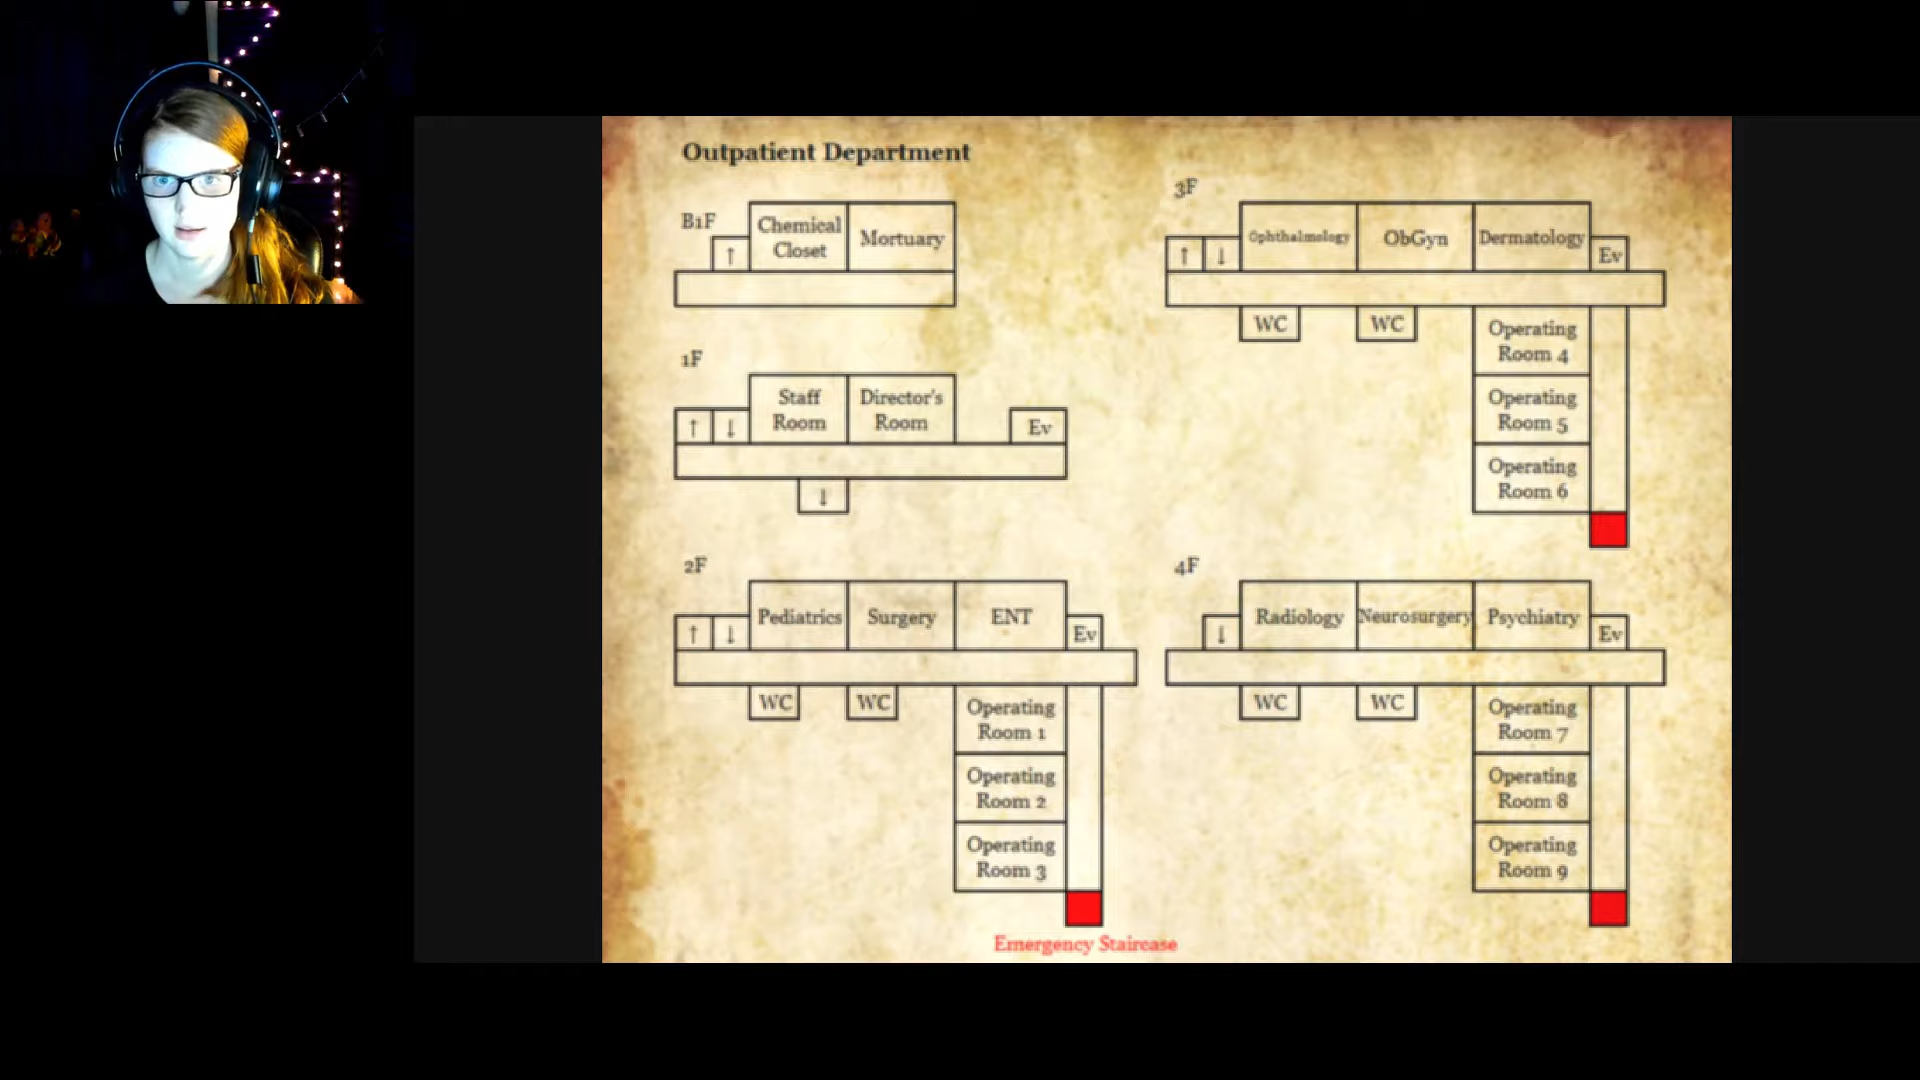 Outpatient Department
B1F
↑
Chemical
Closet
Mortuary
1F
↑
↓
Staff
Room
Director's
Room
Ev
↓
2F
↑
↓
Pediatrics
Surgery
ENT
Ev
WC
WC
Operating
Room 1
Operating
Room 2
Operating
Room 3
Emergency Staircase
3F
↑
↓
Ophthalmology
ObGyn
Dermatology
Ev
WC
WC
Operating
Room 4
Operating
Room 5
Operating
Room 6
4F
↓
Radiology
Neurosurgery
Psychiatry
Ev
WC
WC
Operating
Room 7
Operating
Room 8
Operating
Room 9